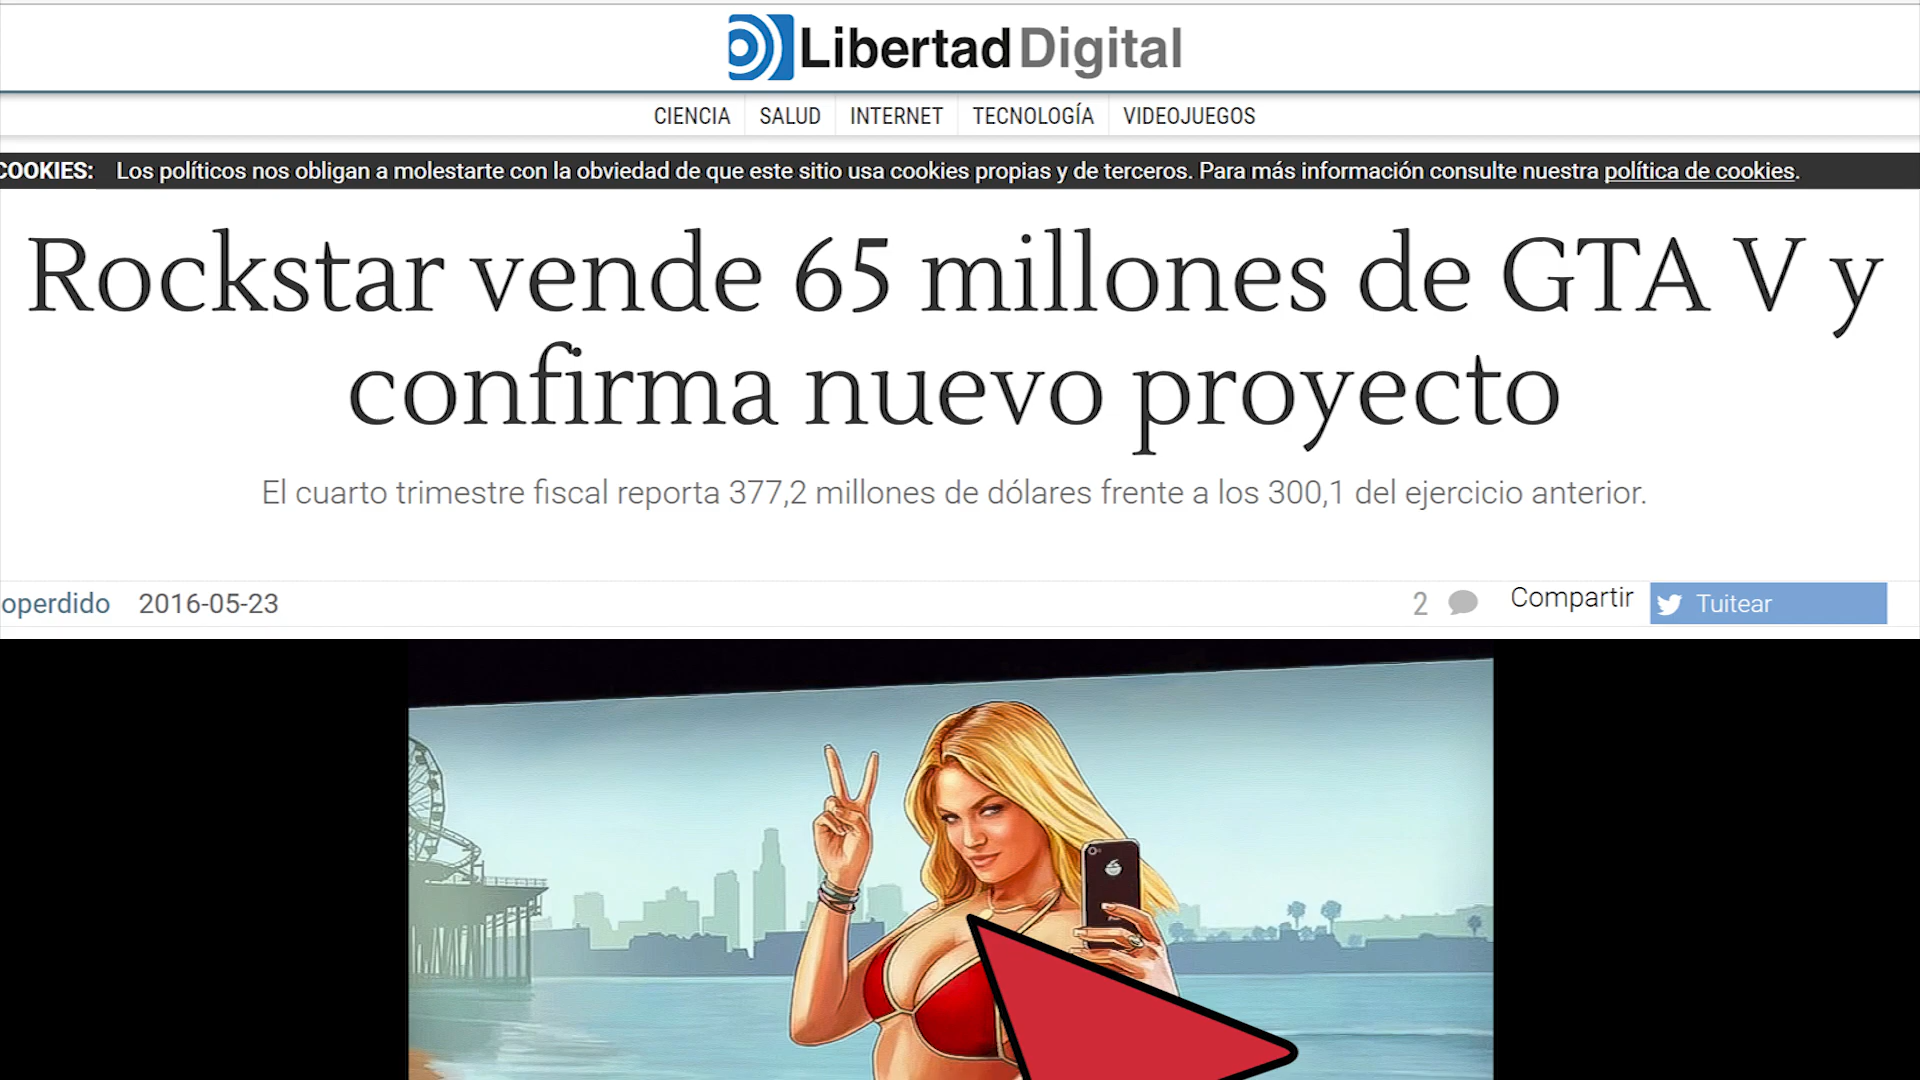 Libertad Digital
CIENCIA SALUD INTERNET TECNOLOGÍA VIDEOJUEGOS
COOKIES: Los políticos nos obligan a molestarte con la obviedad de que este sitio usa cookies propias y de terceros. Para más información consulte nuestra política de cookies.
Rockstar vende 65 millones de GTA V y
confirma nuevo proyecto
El cuarto trimestre fiscal reporta 377,2 millones de dólares frente a los 300,1 del ejercicio anterior.
operdido 2016-05-23 2 Compartir Tuitear